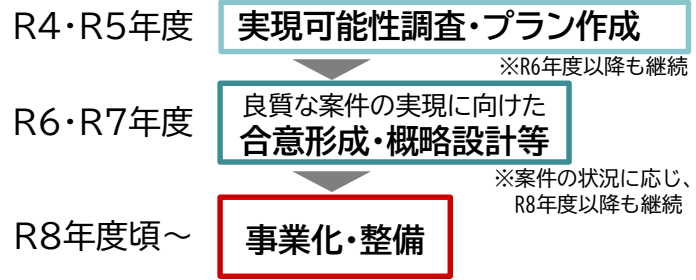 R4・R5年度
実現可能性調査・プラン作成
※R6年度以降も継続
R6・R7年度
良質な案件の実現に向けた
合意形成・概略設計等
※案件の状況に応じ、
R8年度以降も継続
R8年度頃～
事業化・整備